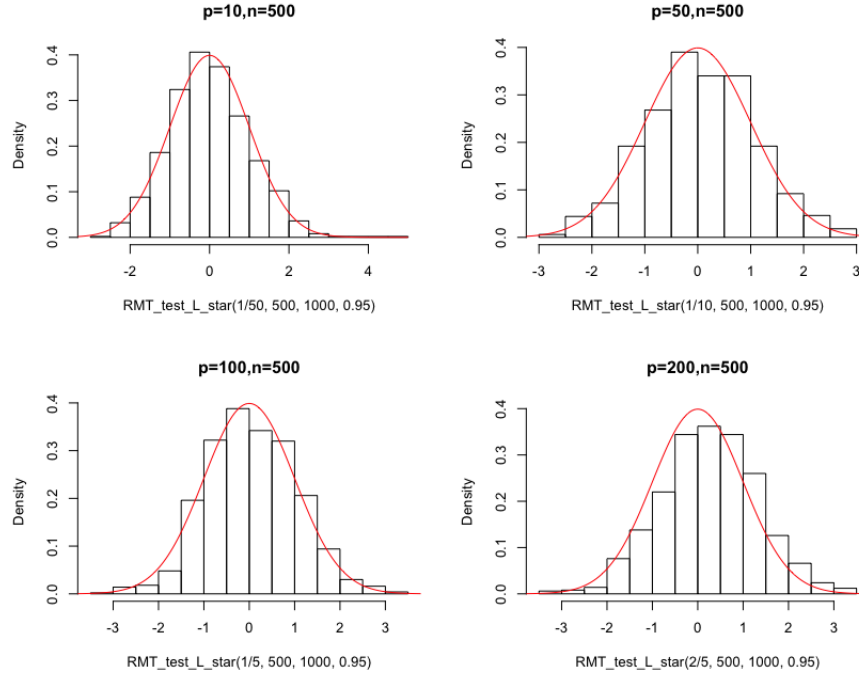 p=10,n=500
Density
0.0 0.1 0.2 0.3 0.4
-2 0 2 4
RMT_test_L_star(1/50, 500, 1000, 0.95)
p=50,n=500
Density
0.0 0.1 0.2 0.3 0.4
-3 -2 -1 0 1 2 3
RMT_test_L_star(1/10, 500, 1000, 0.95)
p=100,n=500
Density
0.0 0.1 0.2 0.3 0.4
-3 -2 -1 0 1 2 3
RMT_test_L_star(1/5, 500, 1000, 0.95)
p=200,n=500
Density
0.0 0.1 0.2 0.3 0.4
-3 -2 -1 0 1 2 3
RMT_test_L_star(2/5, 500, 1000, 0.95)